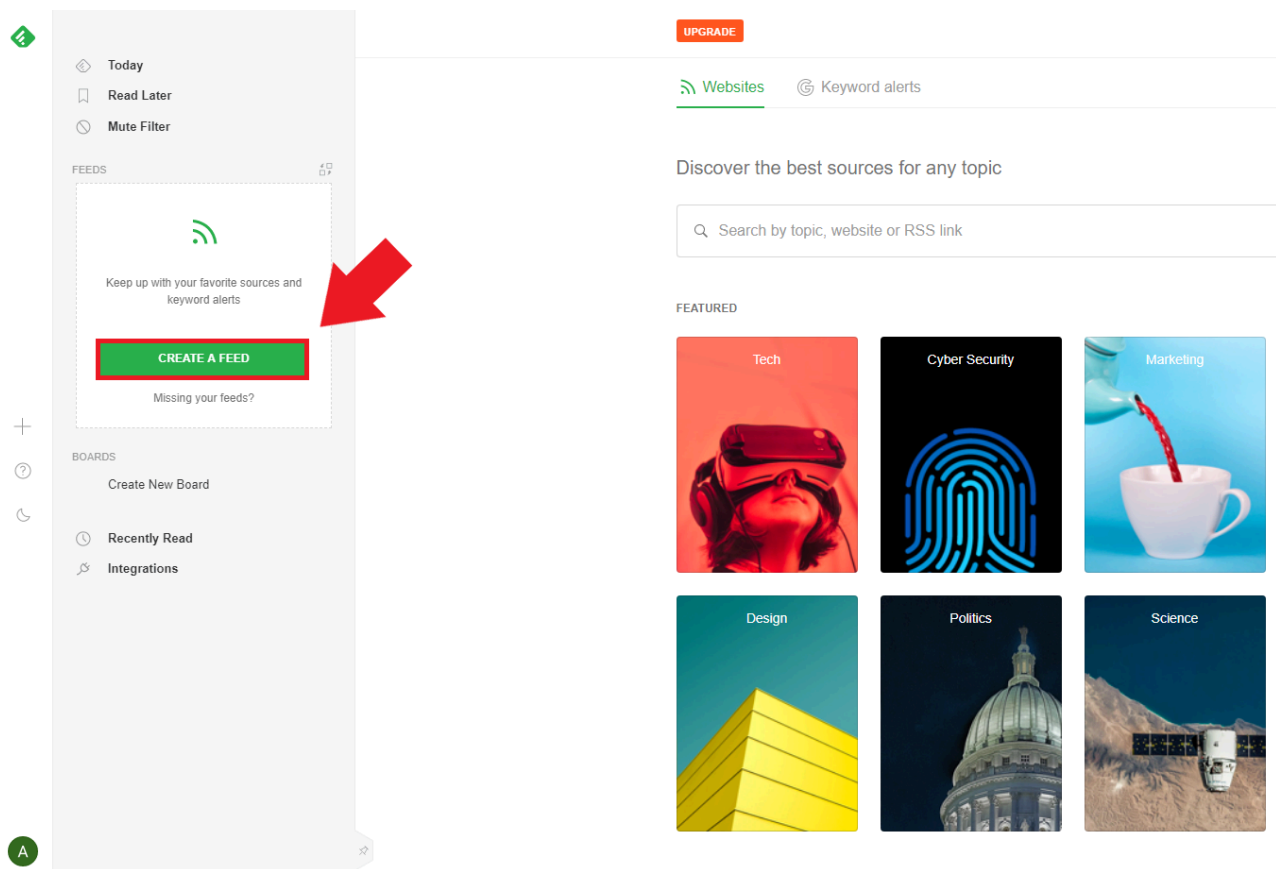 UPGRADE
Today
Read Later
Mute Filter
FEEDS
Keep up with your favorite sources and
keyword alerts
CREATE A FEED
Missing your feeds?
BOARDS
Create New Board
Recently Read
Integrations
A
Websites
Keyword alerts
Discover the best sources for any topic
Search by topic, website or RSS link
FEATURED
Tech
Cyber Security
Marketing
Design
Politics
Science